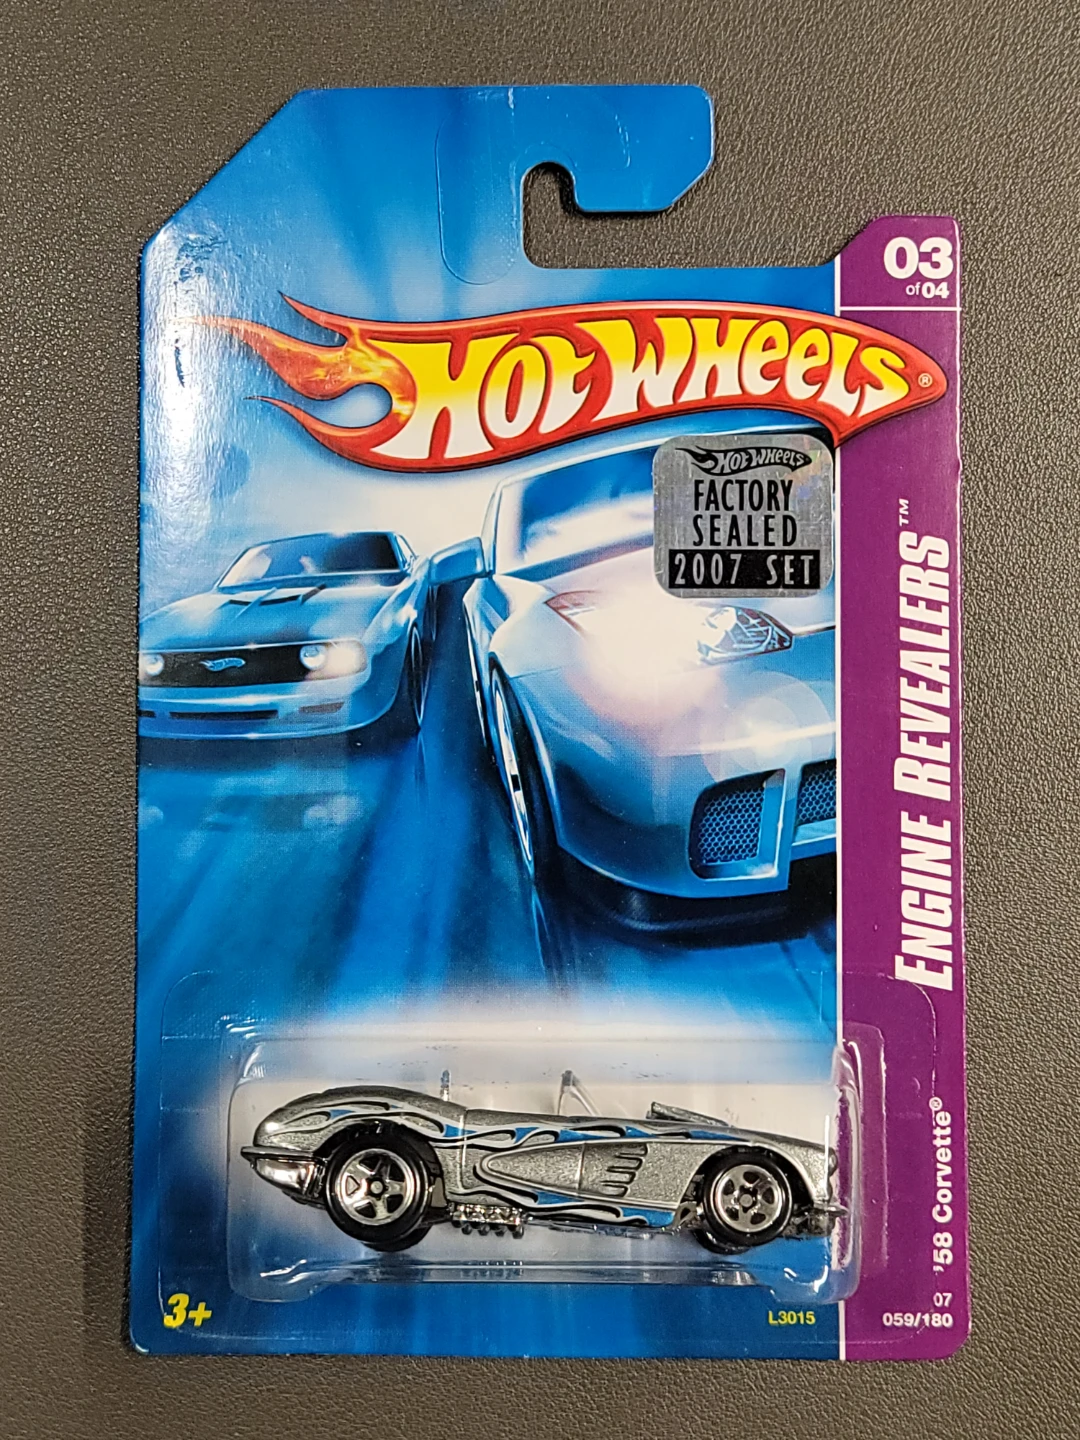 03
of 04
HOT WHEELS®
HOT WHEELS
FACTORY
SEALED
2007 SET
ENGINE REVEALERS™
'58 Corvette®
3+
L3015
07
059/180